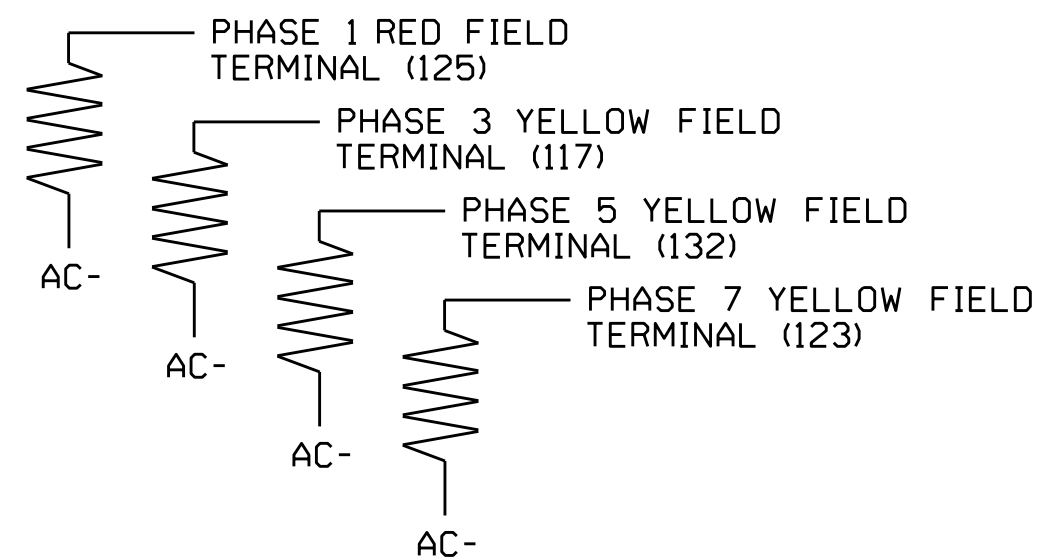 PHASE 1 RED FIELD
TERMINAL (125)
PHASE 3 YELLOW FIELD
TERMINAL (117)
PHASE 5 YELLOW FIELD
TERMINAL (132)
PHASE 7 YELLOW FIELD
TERMINAL (123)
AC-
AC-
AC-
AC-